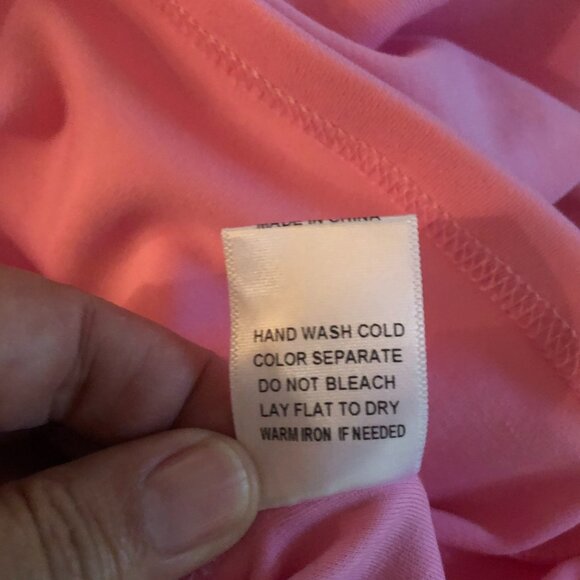 MADE IN CHINA
HAND WASH COLD
COLOR SEPARATE
DO NOT BLEACH
LAY FLAT TO DRY
WARM IRON IF NEEDED